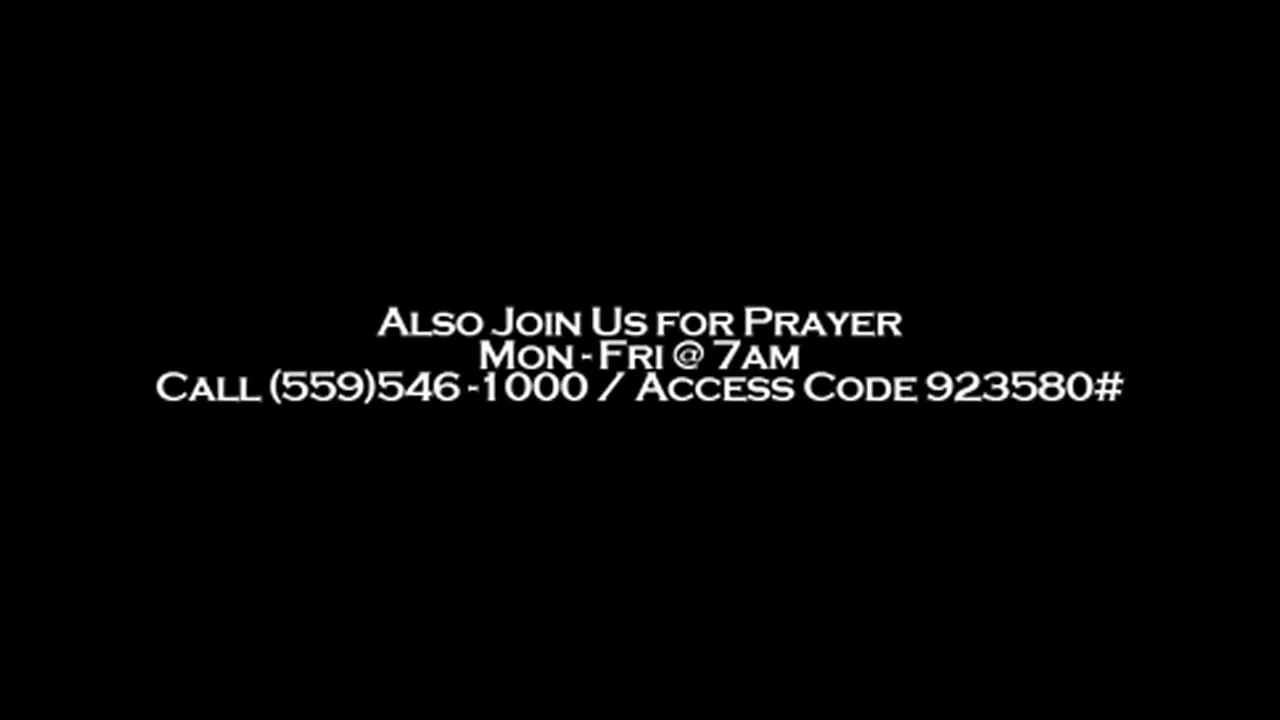 Also Join Us for Prayer
Mon - Fri @ 7am
Call (559)546 -1000 / Access Code 923580#